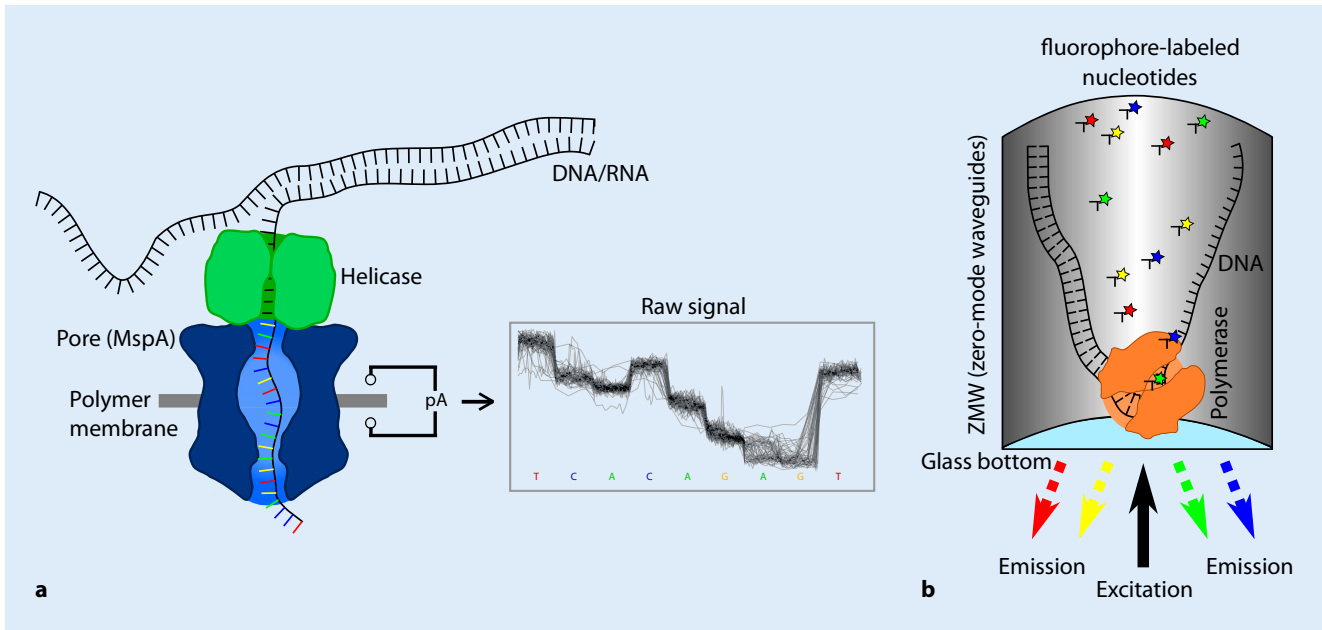 DNA/RNA
Helicase
Pore (MspA)
Polymer
membrane
pA
Raw signal
T C A C A G A G T
a
fluorophore-labeled
nucleotides
ZMW (zero-mode waveguides)
DNA
Polymerase
Glass bottom
Emission
Excitation
Emission
b